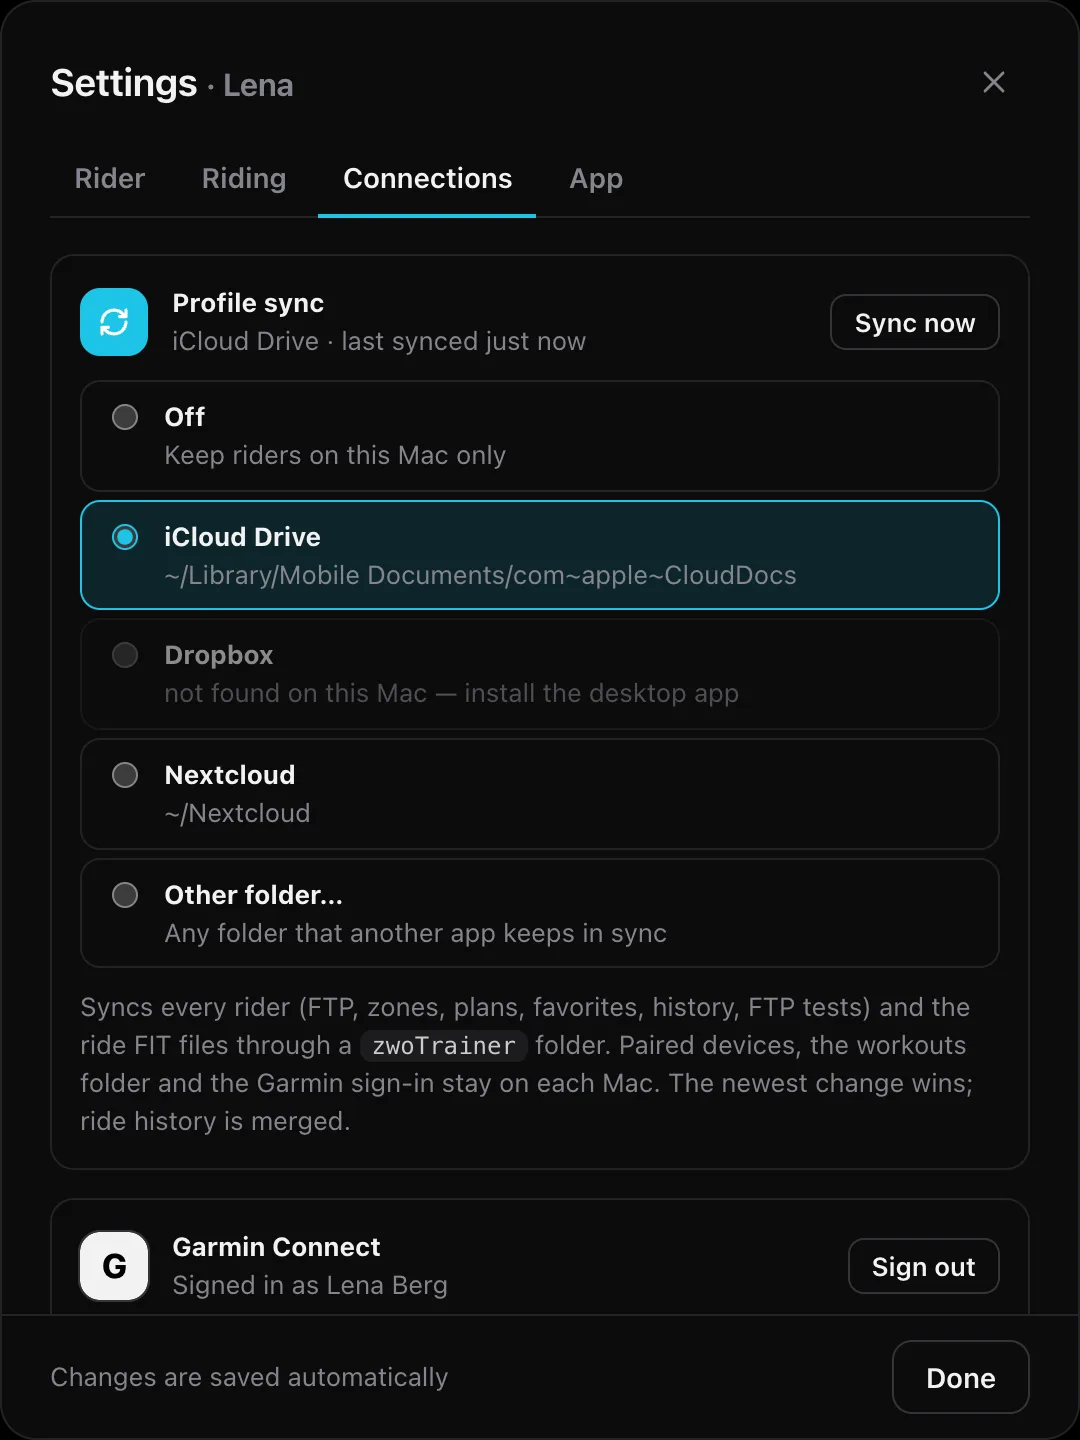 Settings · Lena
Rider
Riding
Connections
App
Profile sync
iCloud Drive · last synced just now
Sync now
Off
Keep riders on this Mac only
iCloud Drive
~/Library/Mobile Documents/com~apple~CloudDocs
Dropbox
not found on this Mac — install the desktop app
Nextcloud
~/Nextcloud
Other folder...
Any folder that another app keeps in sync
Syncs every rider (FTP, zones, plans, favorites, history, FTP tests) and the
ride FIT files through a zwoTrainer folder. Paired devices, the workouts
folder and the Garmin sign-in stay on each Mac. The newest change wins;
ride history is merged.
G
Garmin Connect
Signed in as Lena Berg
Sign out
Changes are saved automatically
Done